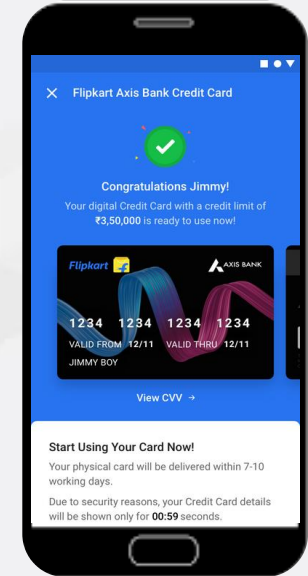 Flipkart Axis Bank Credit Card
Congratulations Jimmy!
Your digital Credit Card with a credit limit of
₹3,50,000 is ready to use now!
Flipkart
AXIS BANK
1234 1234 1234 1234
VALID FROM 12/11 VALID THRU 12/11
JIMMY BOY
View CVV →
Start Using Your Card Now!
Your physical card will be delivered within 7-10
working days.
Due to security reasons, your Credit Card details
will be shown only for 00:59 seconds.